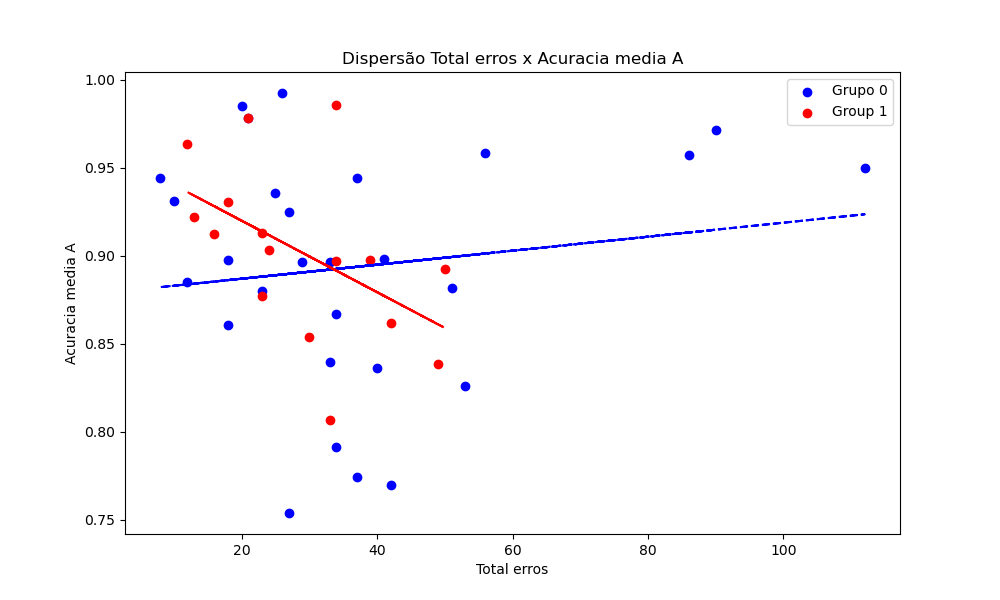 Dispersão Total erros x Acuracia media A
Grupo 0
Group 1
1.00
0.95
0.90
0.85
0.80
0.75
Acuracia media A
20 40 60 80 100
Total erros